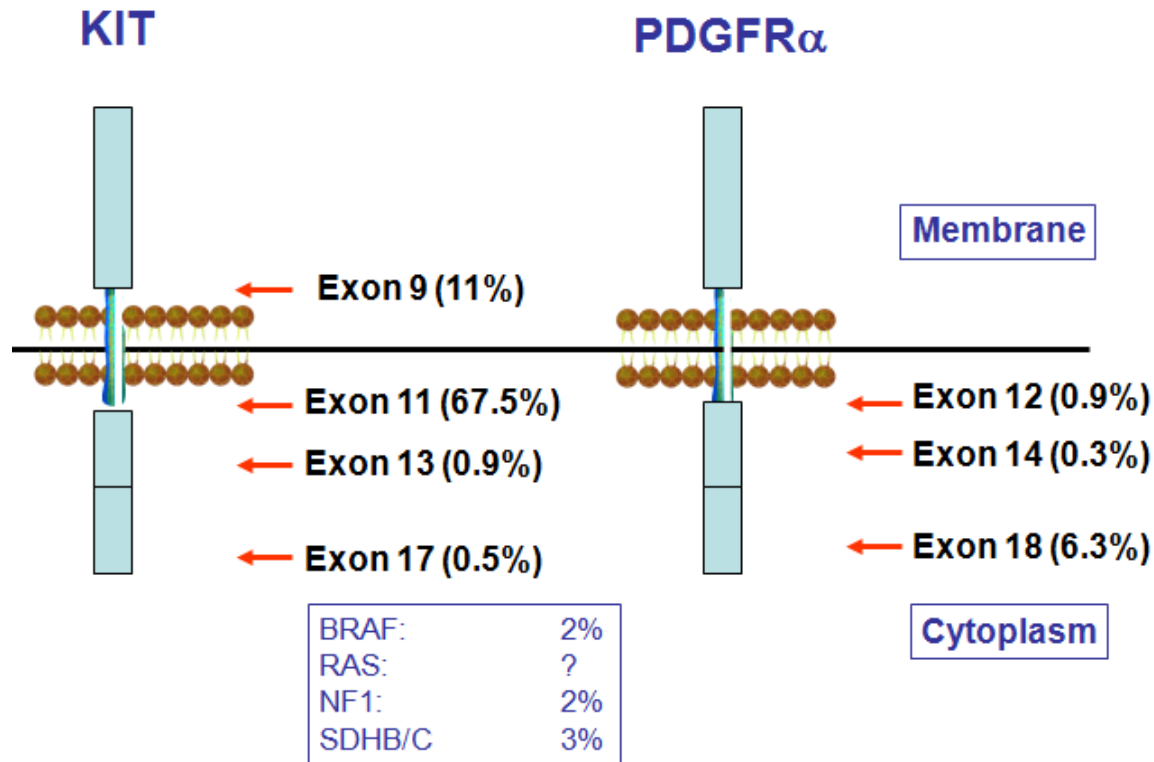 KIT
PDGFRα
Membrane
Exon 9 (11%)
Exon 11 (67.5%)
Exon 12 (0.9%)
Exon 13 (0.9%)
Exon 14 (0.3%)
Exon 17 (0.5%)
Exon 18 (6.3%)
BRAF: 2%
RAS: ?
NF1: 2%
SDHB/C 3%
Cytoplasm